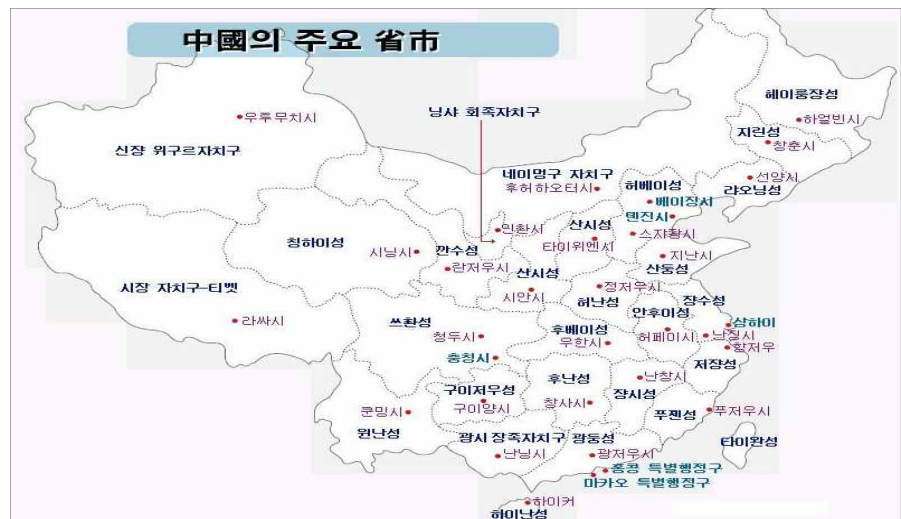 中國의 주요 省市
헤이룽쟝성
하얼빈시
닝샤 회족자치구
우루무치시
지린성
창춘시
신쟝 위구르자치구
네이멍구 자치구
후허하오터시
허베이성
선양시
랴오닝성
베이징시
톈진시
산시성
인촨시
스쟈좡시
칭하이성
시닝시
깐수성
타이위엔시
지난시
란저우시
산시성
산둥성
시장 자치구-티벳
시안시
정저우시
허난성
쟝수성
안후이성
라싸시
쓰촨성
상하이
후베이성
청두시
우한시
허페이시
난징시
항저우
충칭시
저쟝성
후난성
난창시
구이저우성
쟝시성
쿤밍시
구이양시
창사시
푸젠성
푸저우시
윈난성
광시 장족자치구
광둥성
타이완성
난닝시
광저우시
홍콩 특별행정구
마카오 특별행정구
하이커
하이난성